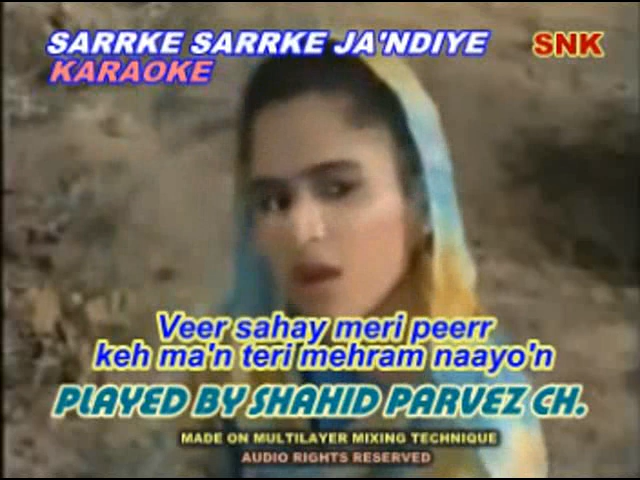 SARRKE SARRKE JA'NDIYE
SNK
KARAOKE
Veer sahay meri peerr
keh ma'n teri mehram naayo'n
PLAYED BY SHAHID PARVEZ CH.
MADE ON MULTILAYER MIXING TECHNIQUE
AUDIO RIGHTS RESERVED